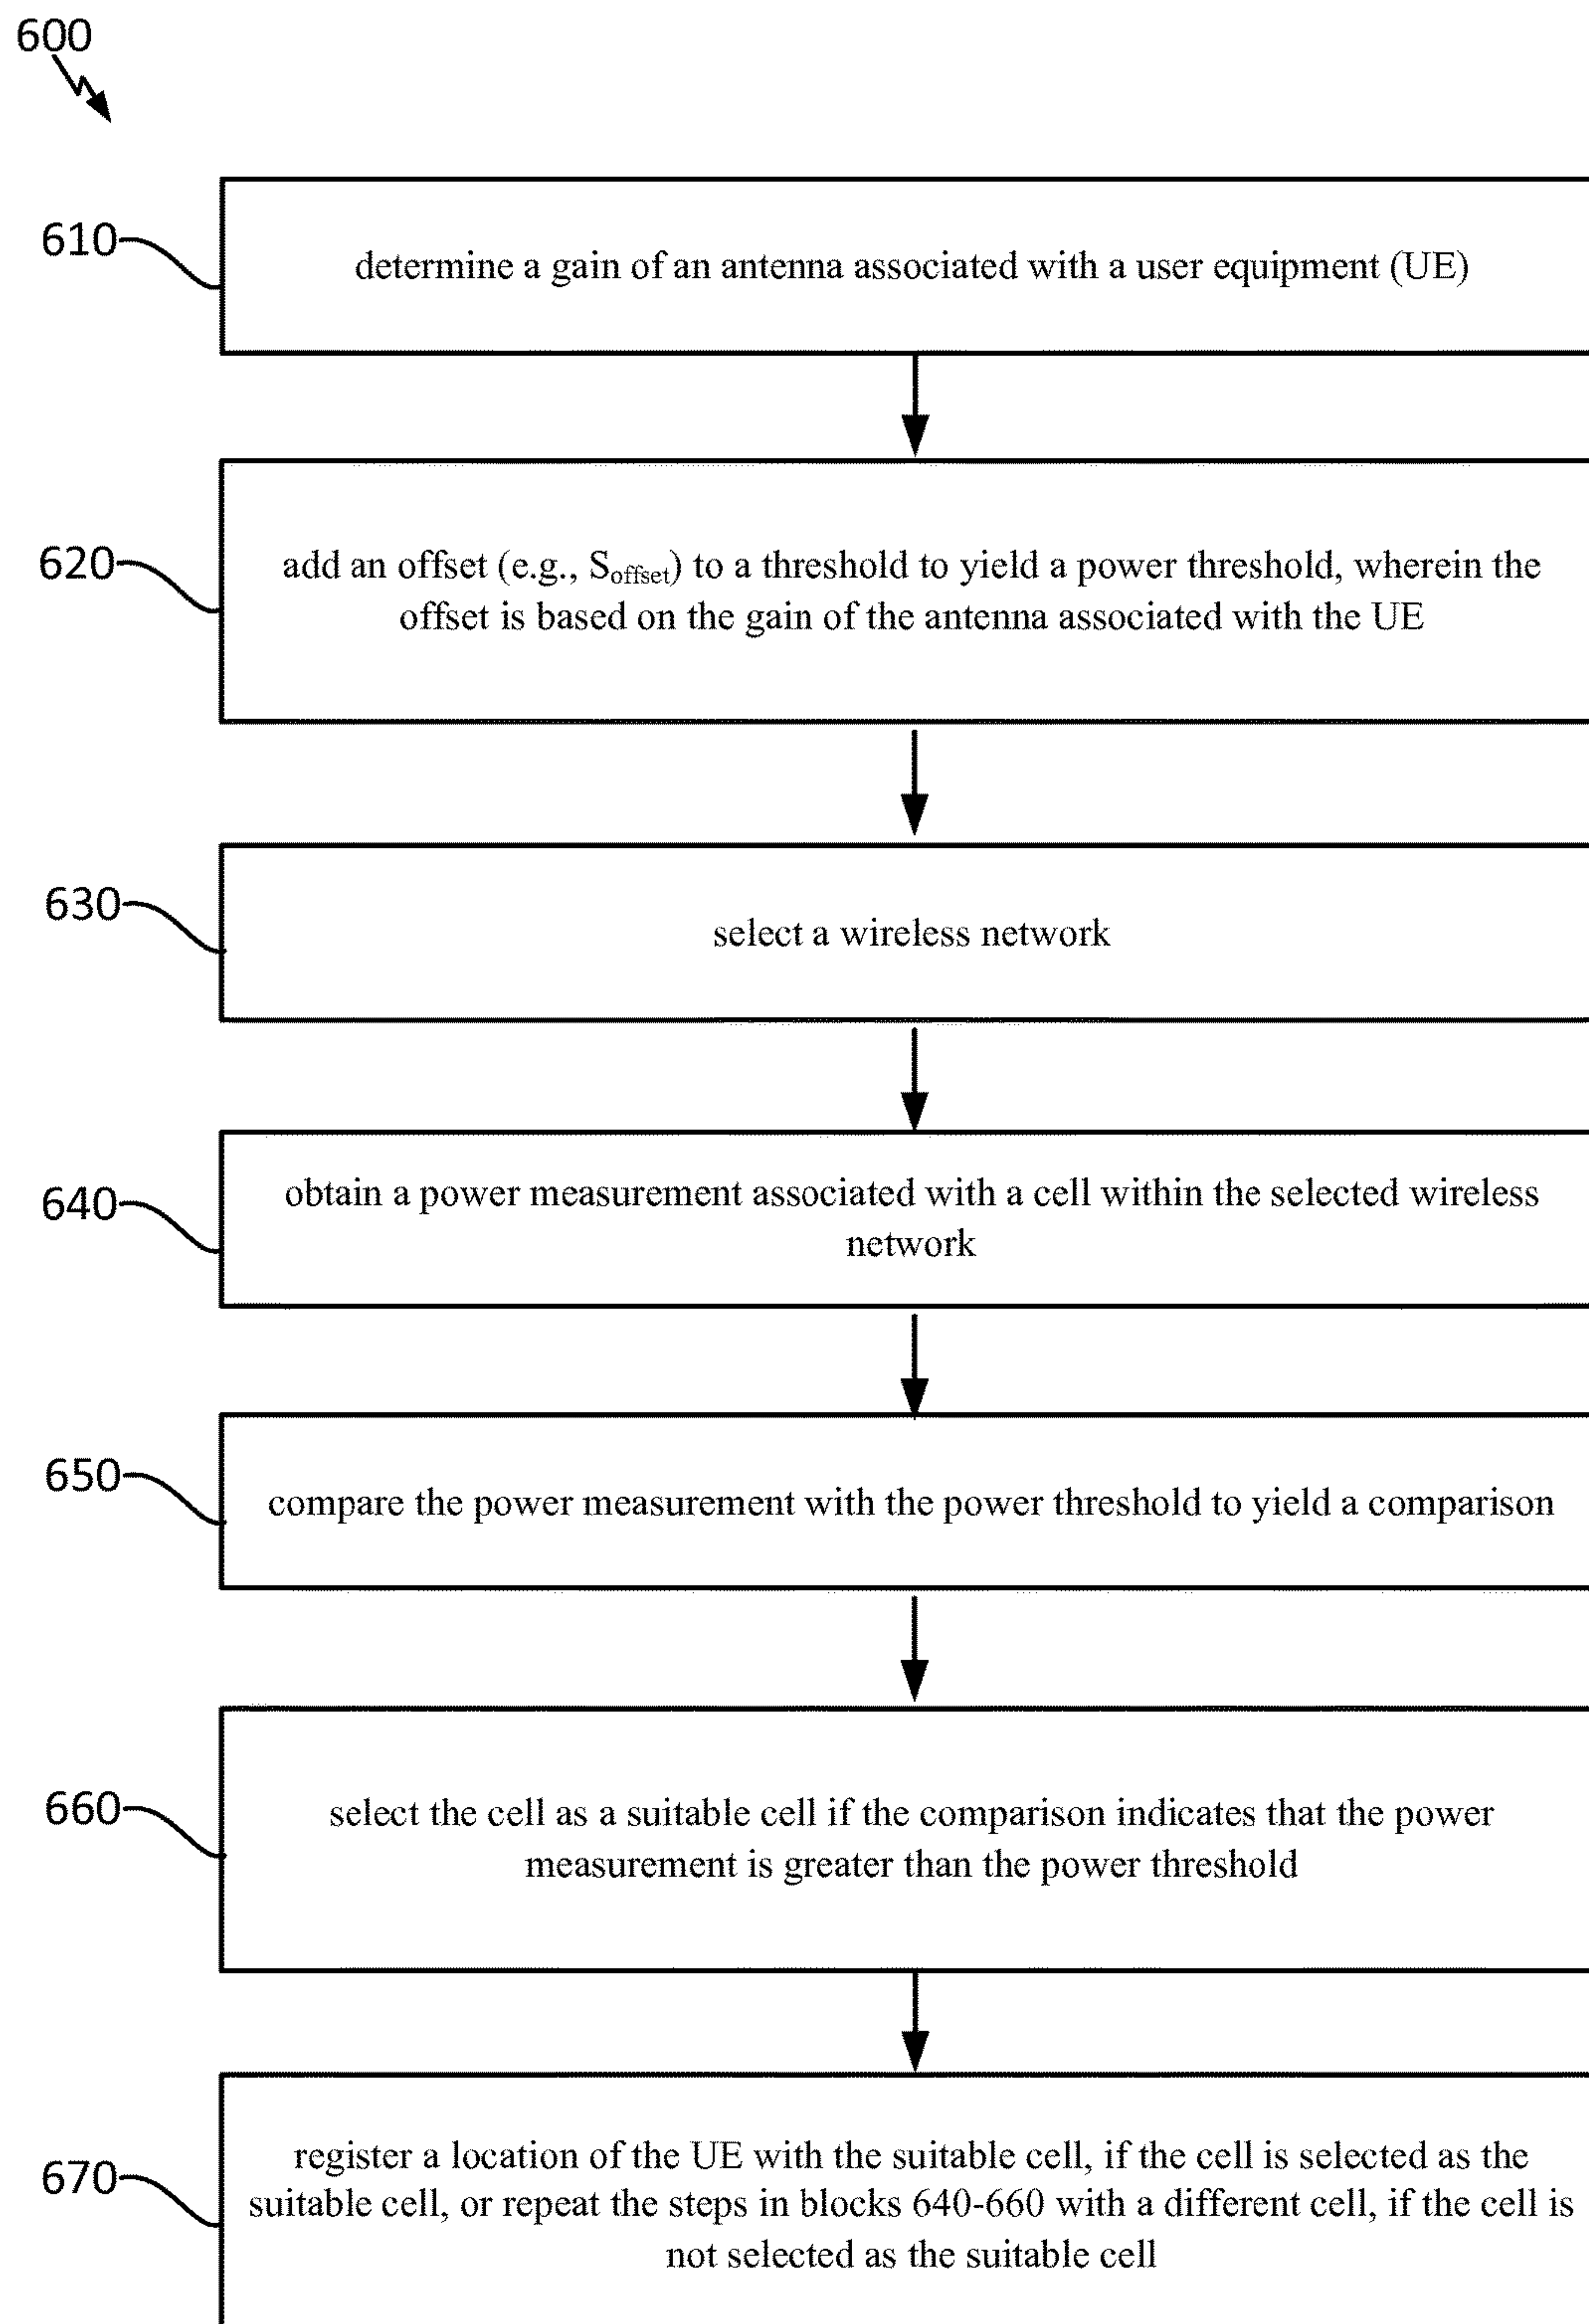 600
610
determine a gain of an antenna associated with a user equipment (UE)
620
add an offset (e.g., Soffset) to a threshold to yield a power threshold, wherein the
offset is based on the gain of the antenna associated with the UE
630
select a wireless network
640
obtain a power measurement associated with a cell within the selected wireless
network
650
compare the power measurement with the power threshold to yield a comparison
660
select the cell as a suitable cell if the comparison indicates that the power
measurement is greater than the power threshold
670
register a location of the UE with the suitable cell, if the cell is selected as the
suitable cell, or repeat the steps in blocks 640-660 with a different cell, if the cell is
not selected as the suitable cell